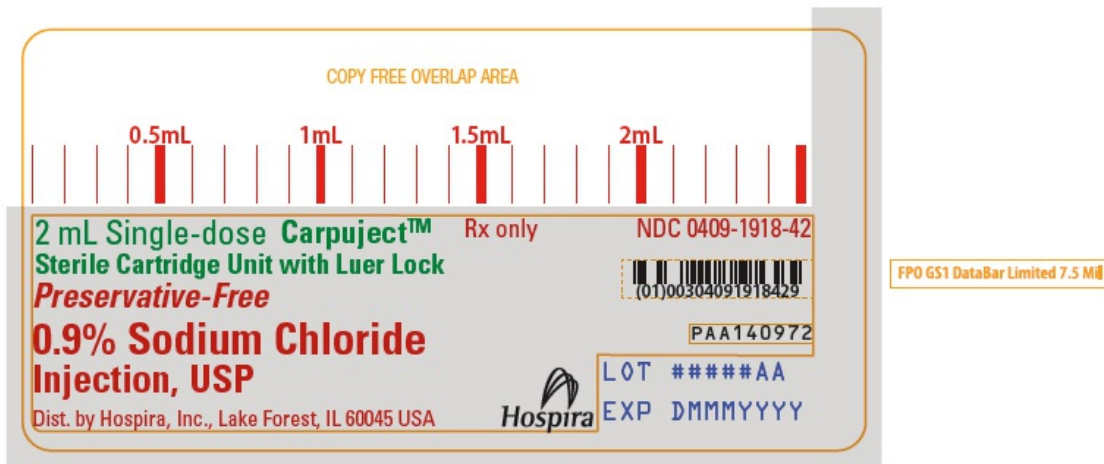 COPY FREE OVERLAP AREA
0.5mL 1mL 1.5mL 2mL
2 mL Single-dose Carpuject™ Rx only NDC 0409-1918-42
Sterile Cartridge Unit with Luer Lock
Preservative-Free
(01)00304091918429
FPO GS1 DataBar Limited 7.5 Mil
PAA140972
0.9% Sodium Chloride
Injection, USP
Dist. by Hospira, Inc., Lake Forest, IL 60045 USA
Hospira
LOT #####AA
EXP DMMMYYYY